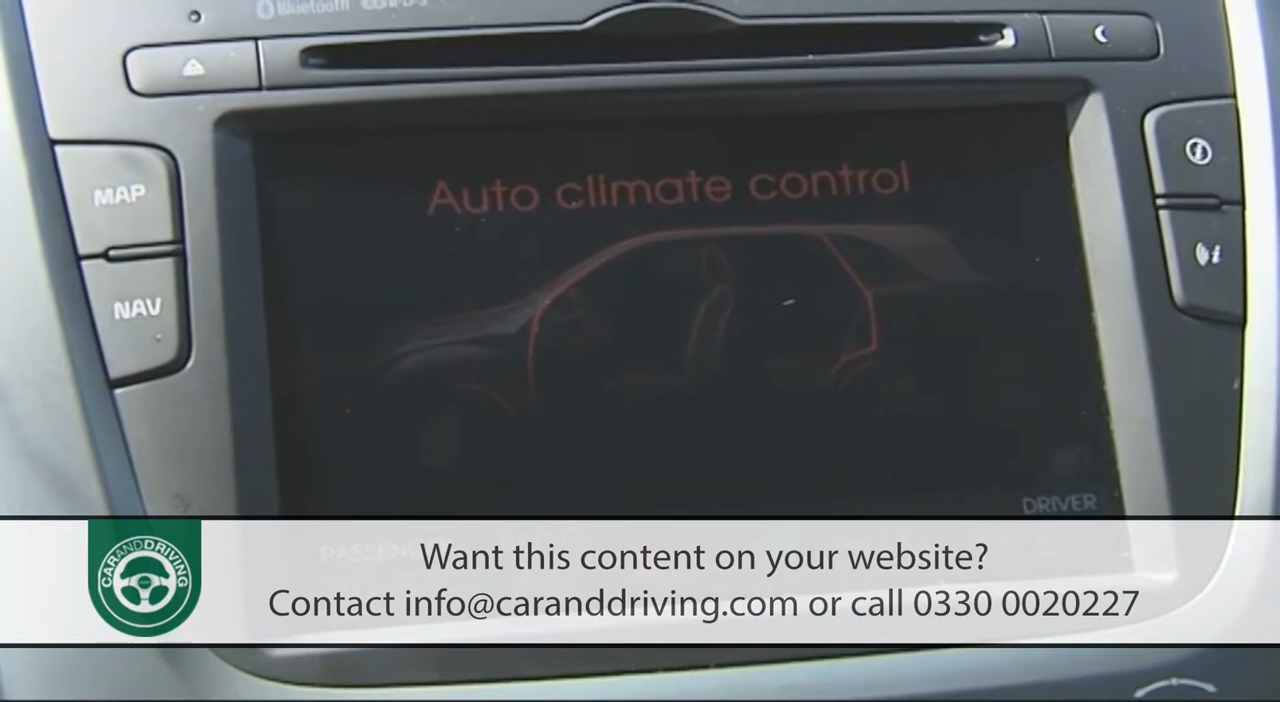 Bluetooth
MAP
NAV
Auto climate control
DRIVER
CARANDDRIVING
Want this content on your website?
Contact info@caranddriving.com or call 0330 0020227